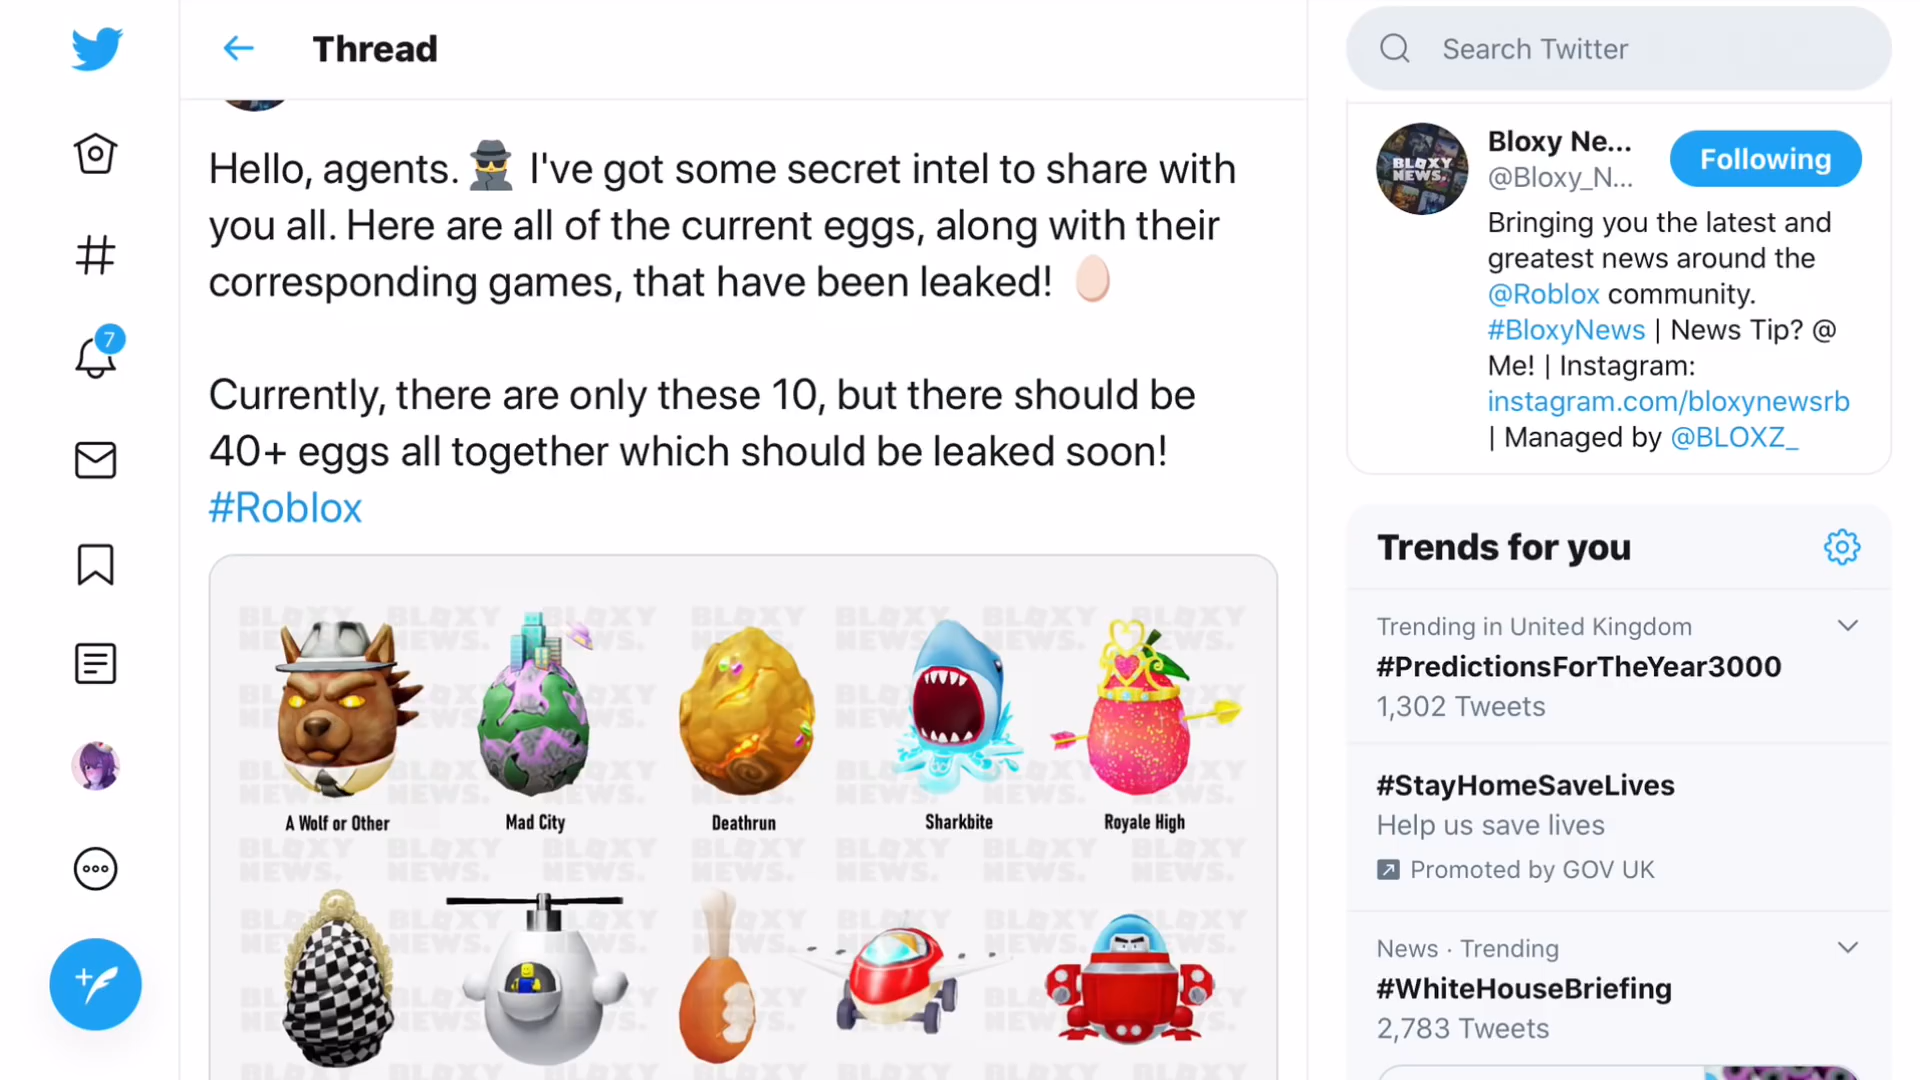 Thread
Hello, agents. I've got some secret intel to share with
you all. Here are all of the current eggs, along with their
corresponding games, that have been leaked!
Currently, there are only these 10, but there should be
40+ eggs all together which should be leaked soon!
#Roblox
BLOXY NEWS.
A Wolf or Other
Mad City
Deathrun
Sharkbite
Royale High
7
Search Twitter
BLOXY
NEWS.
Bloxy Ne...
@Bloxy_N...
Following
Bringing you the latest and
greatest news around the
@Roblox community.
#BloxyNews | News Tip? @
Me! | Instagram:
instagram.com/bloxynewsrb
| Managed by @BLOXZ_
Trends for you
Trending in United Kingdom
#PredictionsForTheYear3000
1,302 Tweets
#StayHomeSaveLives
Help us save lives
Promoted by GOV UK
News · Trending
#WhiteHouseBriefing
2,783 Tweets